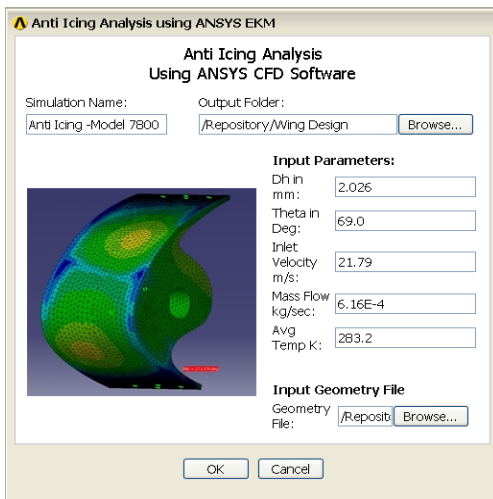 Anti Icing Analysis using ANSYS EKM
Anti Icing Analysis
Using ANSYS CFD Software
Simulation Name:
Output Folder:
Anti Icing -Model 7800
/Repository/Wing Design
Browse...
Input Parameters:
Dh in
mm:
2.026
Theta in
Deg:
69.0
Inlet
Velocity
m/s:
21.79
Mass Flow
kg/sec:
6.16E-4
Avg
Temp K:
283.2
Input Geometry File
Geometry
File:
/Reposit
Browse...
OK
Cancel